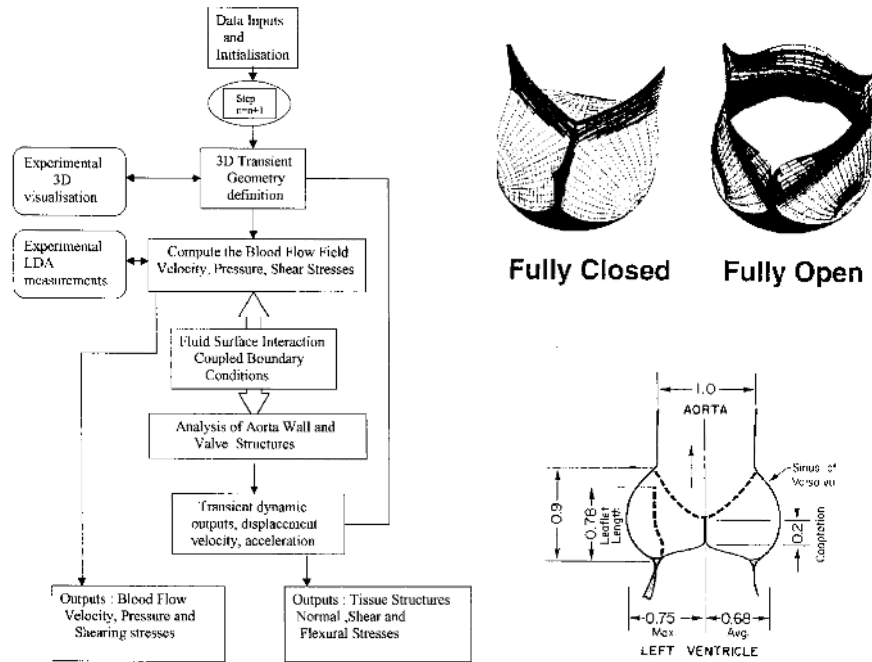 Data Inputs
and
Initialisation
Step
n=n+1
Experimental
3D
visualisation
3D Transient
Geometry
definition
Experimental
LDA
measurements
Compute the Blood Flow Field
Velocity, Pressure, Shear Stresses
Fluid Surface Interaction
Coupled Boundary
Conditions
Analysis of Aorta Wall and
Valve Structures
Transient dynamic
outputs, displacement
velocity, acceleration
Outputs : Blood Flow
Velocity, Pressure and
Shearing stresses
Outputs : Tissue Structures
Normal ,Shear and
Flexural Stresses
Fully Closed
Fully Open
1.0
AORTA
Sinus of
0.9
0.78
Leaflet
Length
0.2
Coaptation
0.75
Max
0.68
Avg.
LEFT VENTRICLE